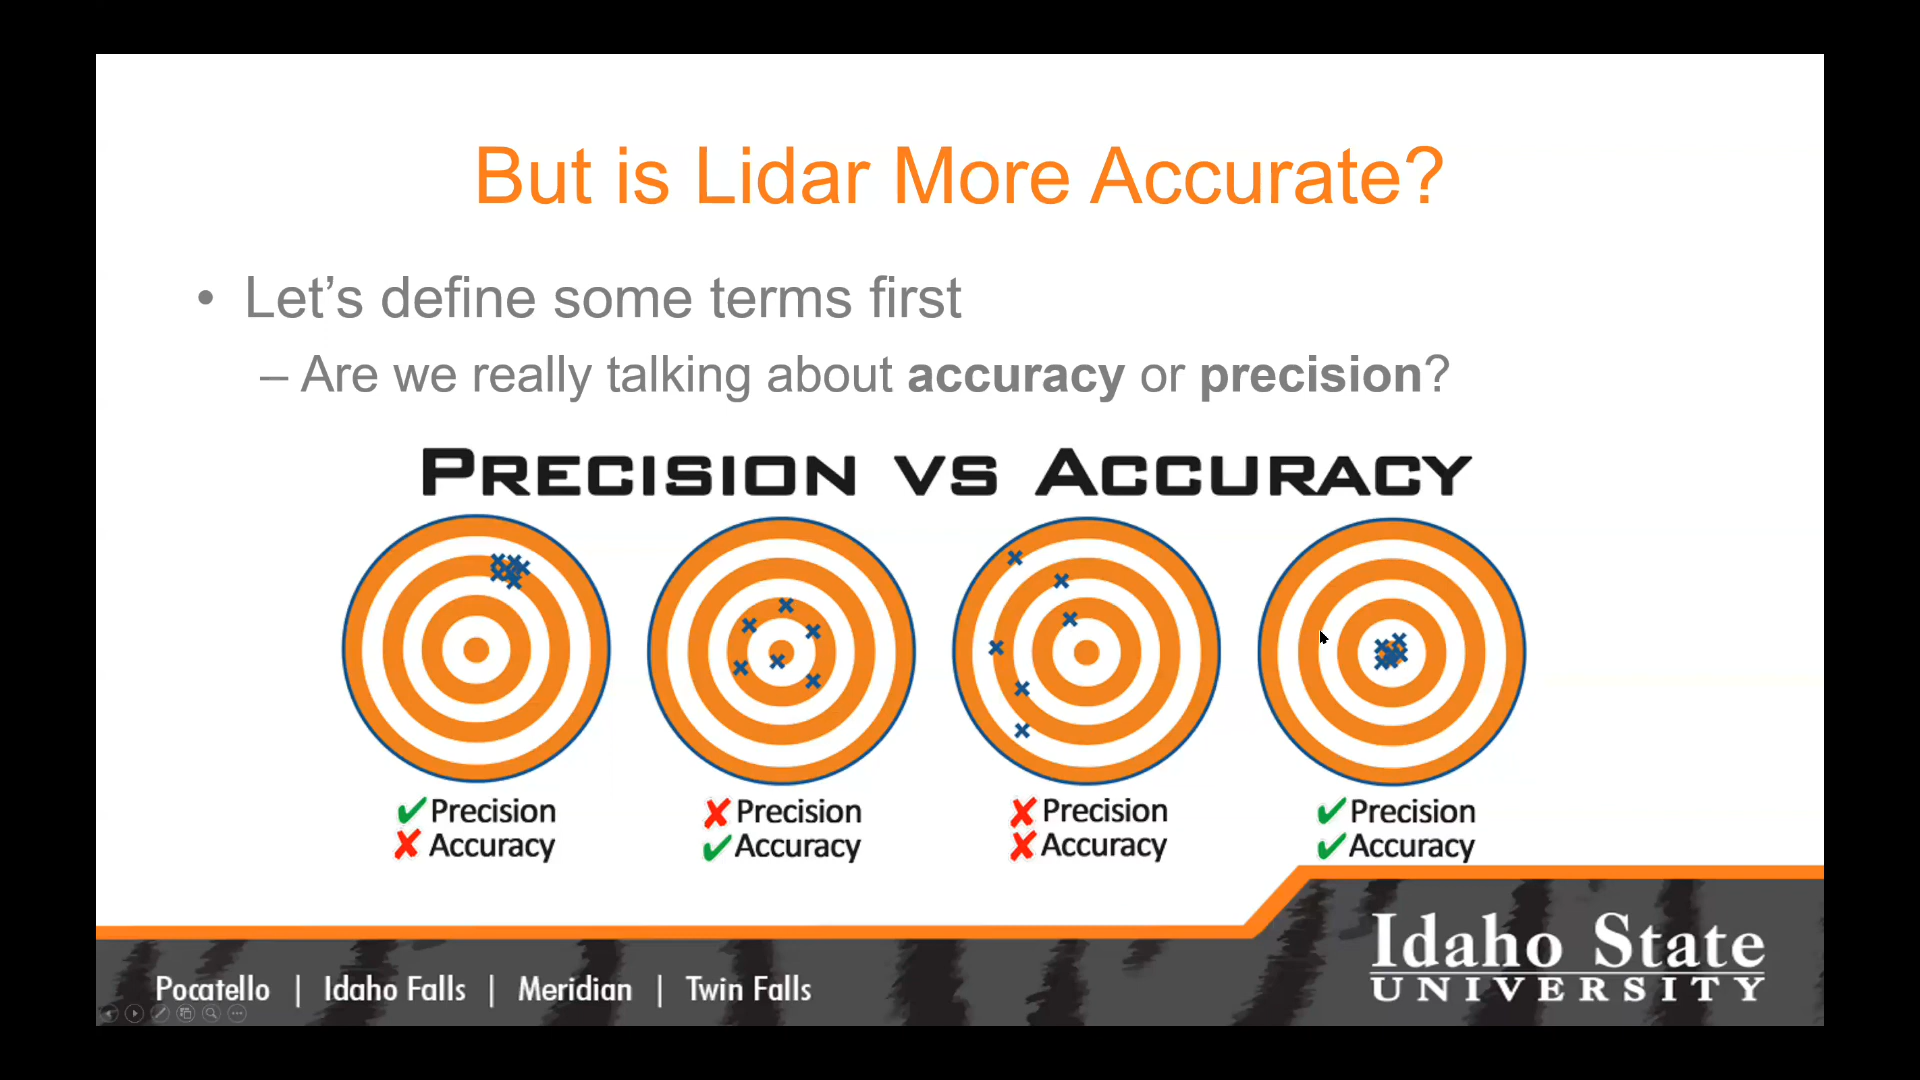 But is Lidar More Accurate?
• Let’s define some terms first
– Are we really talking about accuracy or precision?
PRECISION VS ACCURACY
✔Precision
✘Accuracy
✘Precision
✔Accuracy
✘Precision
✘Accuracy
✔Precision
✔Accuracy
Pocatello | Idaho Falls | Meridian | Twin Falls
Idaho State
UNIVERSITY